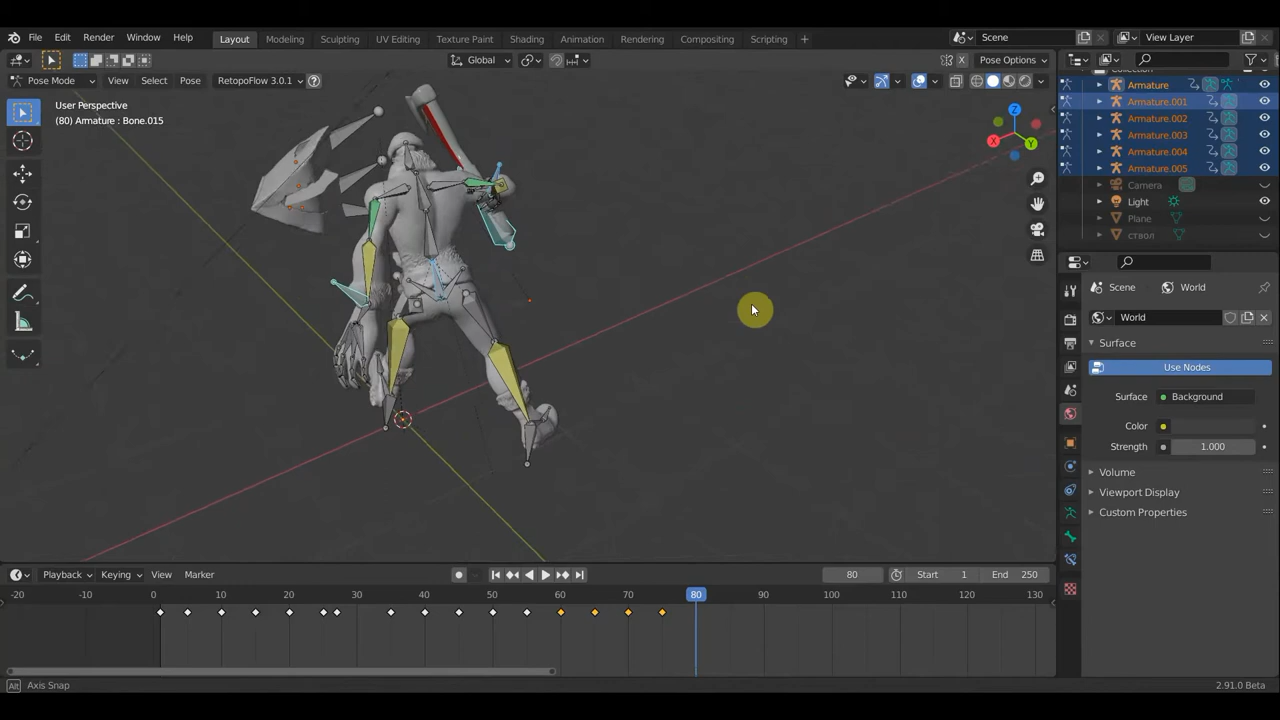 File Edit Render Window Help Layout Modeling Sculpting UV Editing Texture Paint Shading Animation Rendering Compositing Scripting + Scene View Layer
Global Pose Options
Pose Mode View Select Pose RetopoFlow 3.0.1 ?
User Perspective
(80) Armature : Bone.015
Z
X
Y
Collection
Armature
Armature.001
Armature.002
Armature.003
Armature.004
Armature.005
Camera
Light
Plane
ствол
Scene World
World
Surface
Use Nodes
Surface: Background
Color
Strength 1.000
Volume
Viewport Display
Custom Properties
Playback Keying View Marker 80 Start 1 End 250
-20 -10 0 10 20 30 40 50 60 70 80 90 100 110 120 130
Alt Axis Snap 2.91.0 Beta